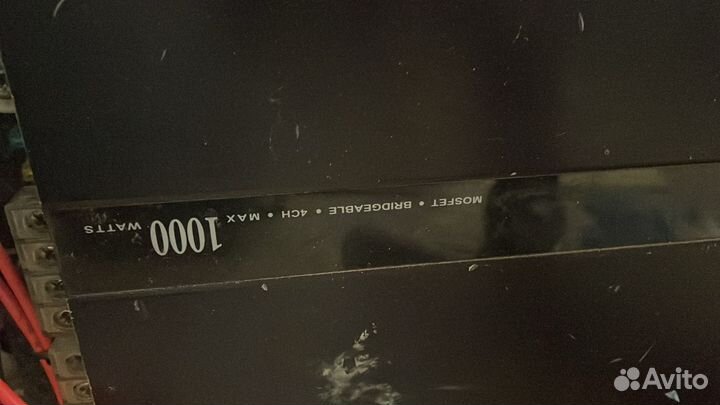 MOSFET • BRIDGEABLE • 4CH • MAX 1000 WATTS
Avito